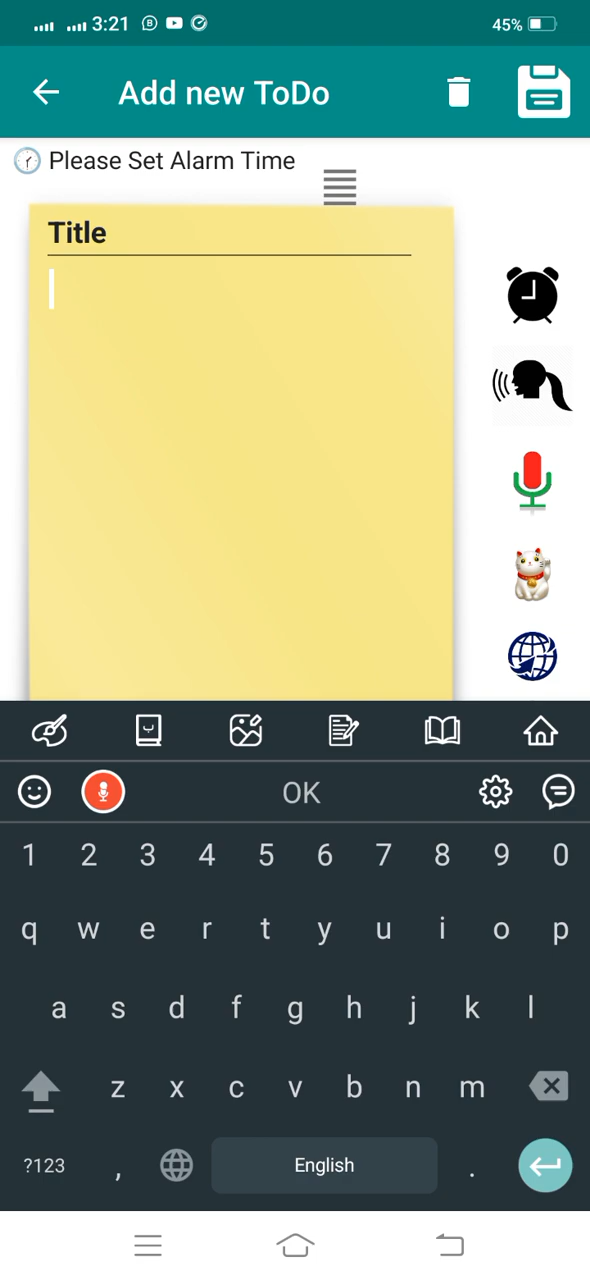 3:21
45%
Add new ToDo
Please Set Alarm Time
Title
OK
1 2 3 4 5 6 7 8 9 0
q w e r t y u i o p
a s d f g h j k l
z x c v b n m
?123 , English .